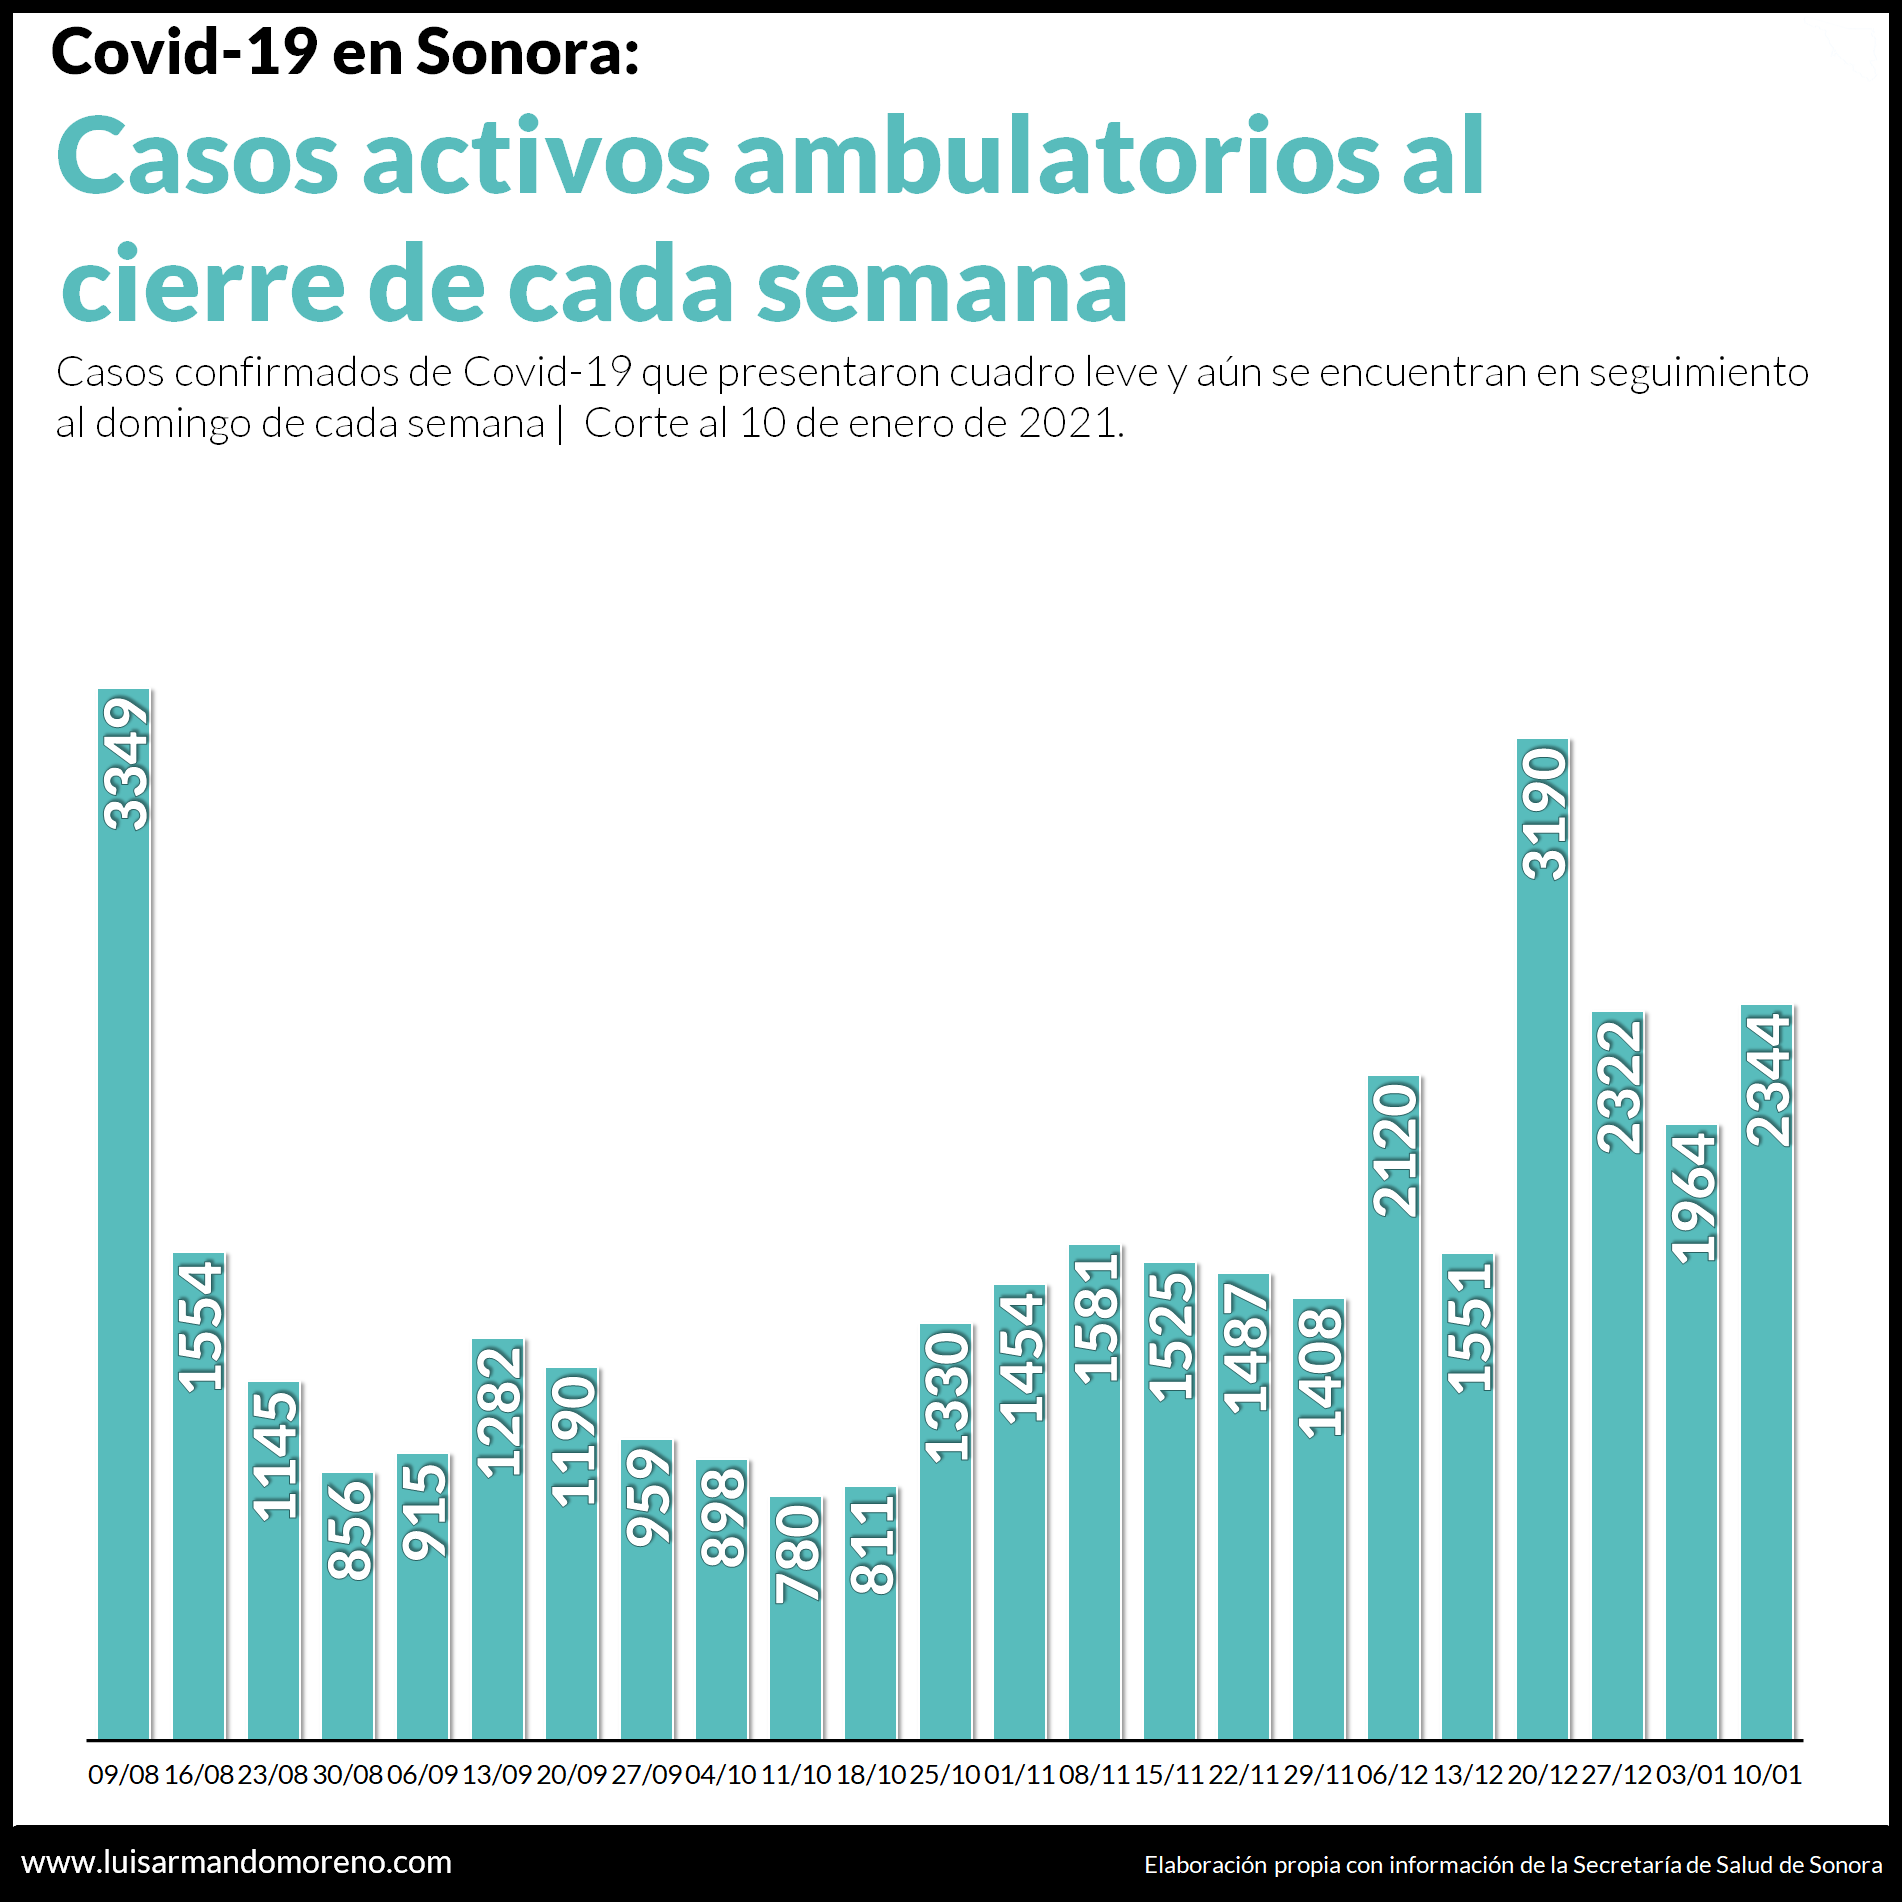 Covid-19 en Sonora:
Casos activos ambulatorios al
cierre de cada semana
Casos confirmados de Covid-19 que presentaron cuadro leve y aún se encuentran en seguimiento
al domingo de cada semana | Corte al 10 de enero de 2021.
3349
1554
1145
856
915
1282
1190
959
898
780
811
1330
1454
1581
1525
1487
1408
2120
1551
3190
2322
1964
2344
09/08 16/08 23/08 30/08 06/09 13/09 20/09 27/09 04/10 11/10 18/10 25/10 01/11 08/11 15/11 22/11 29/11 06/12 13/12 20/12 27/12 03/01 10/01
www.luisarmandomoreno.com
Elaboración propia con información de la Secretaría de Salud de Sonora